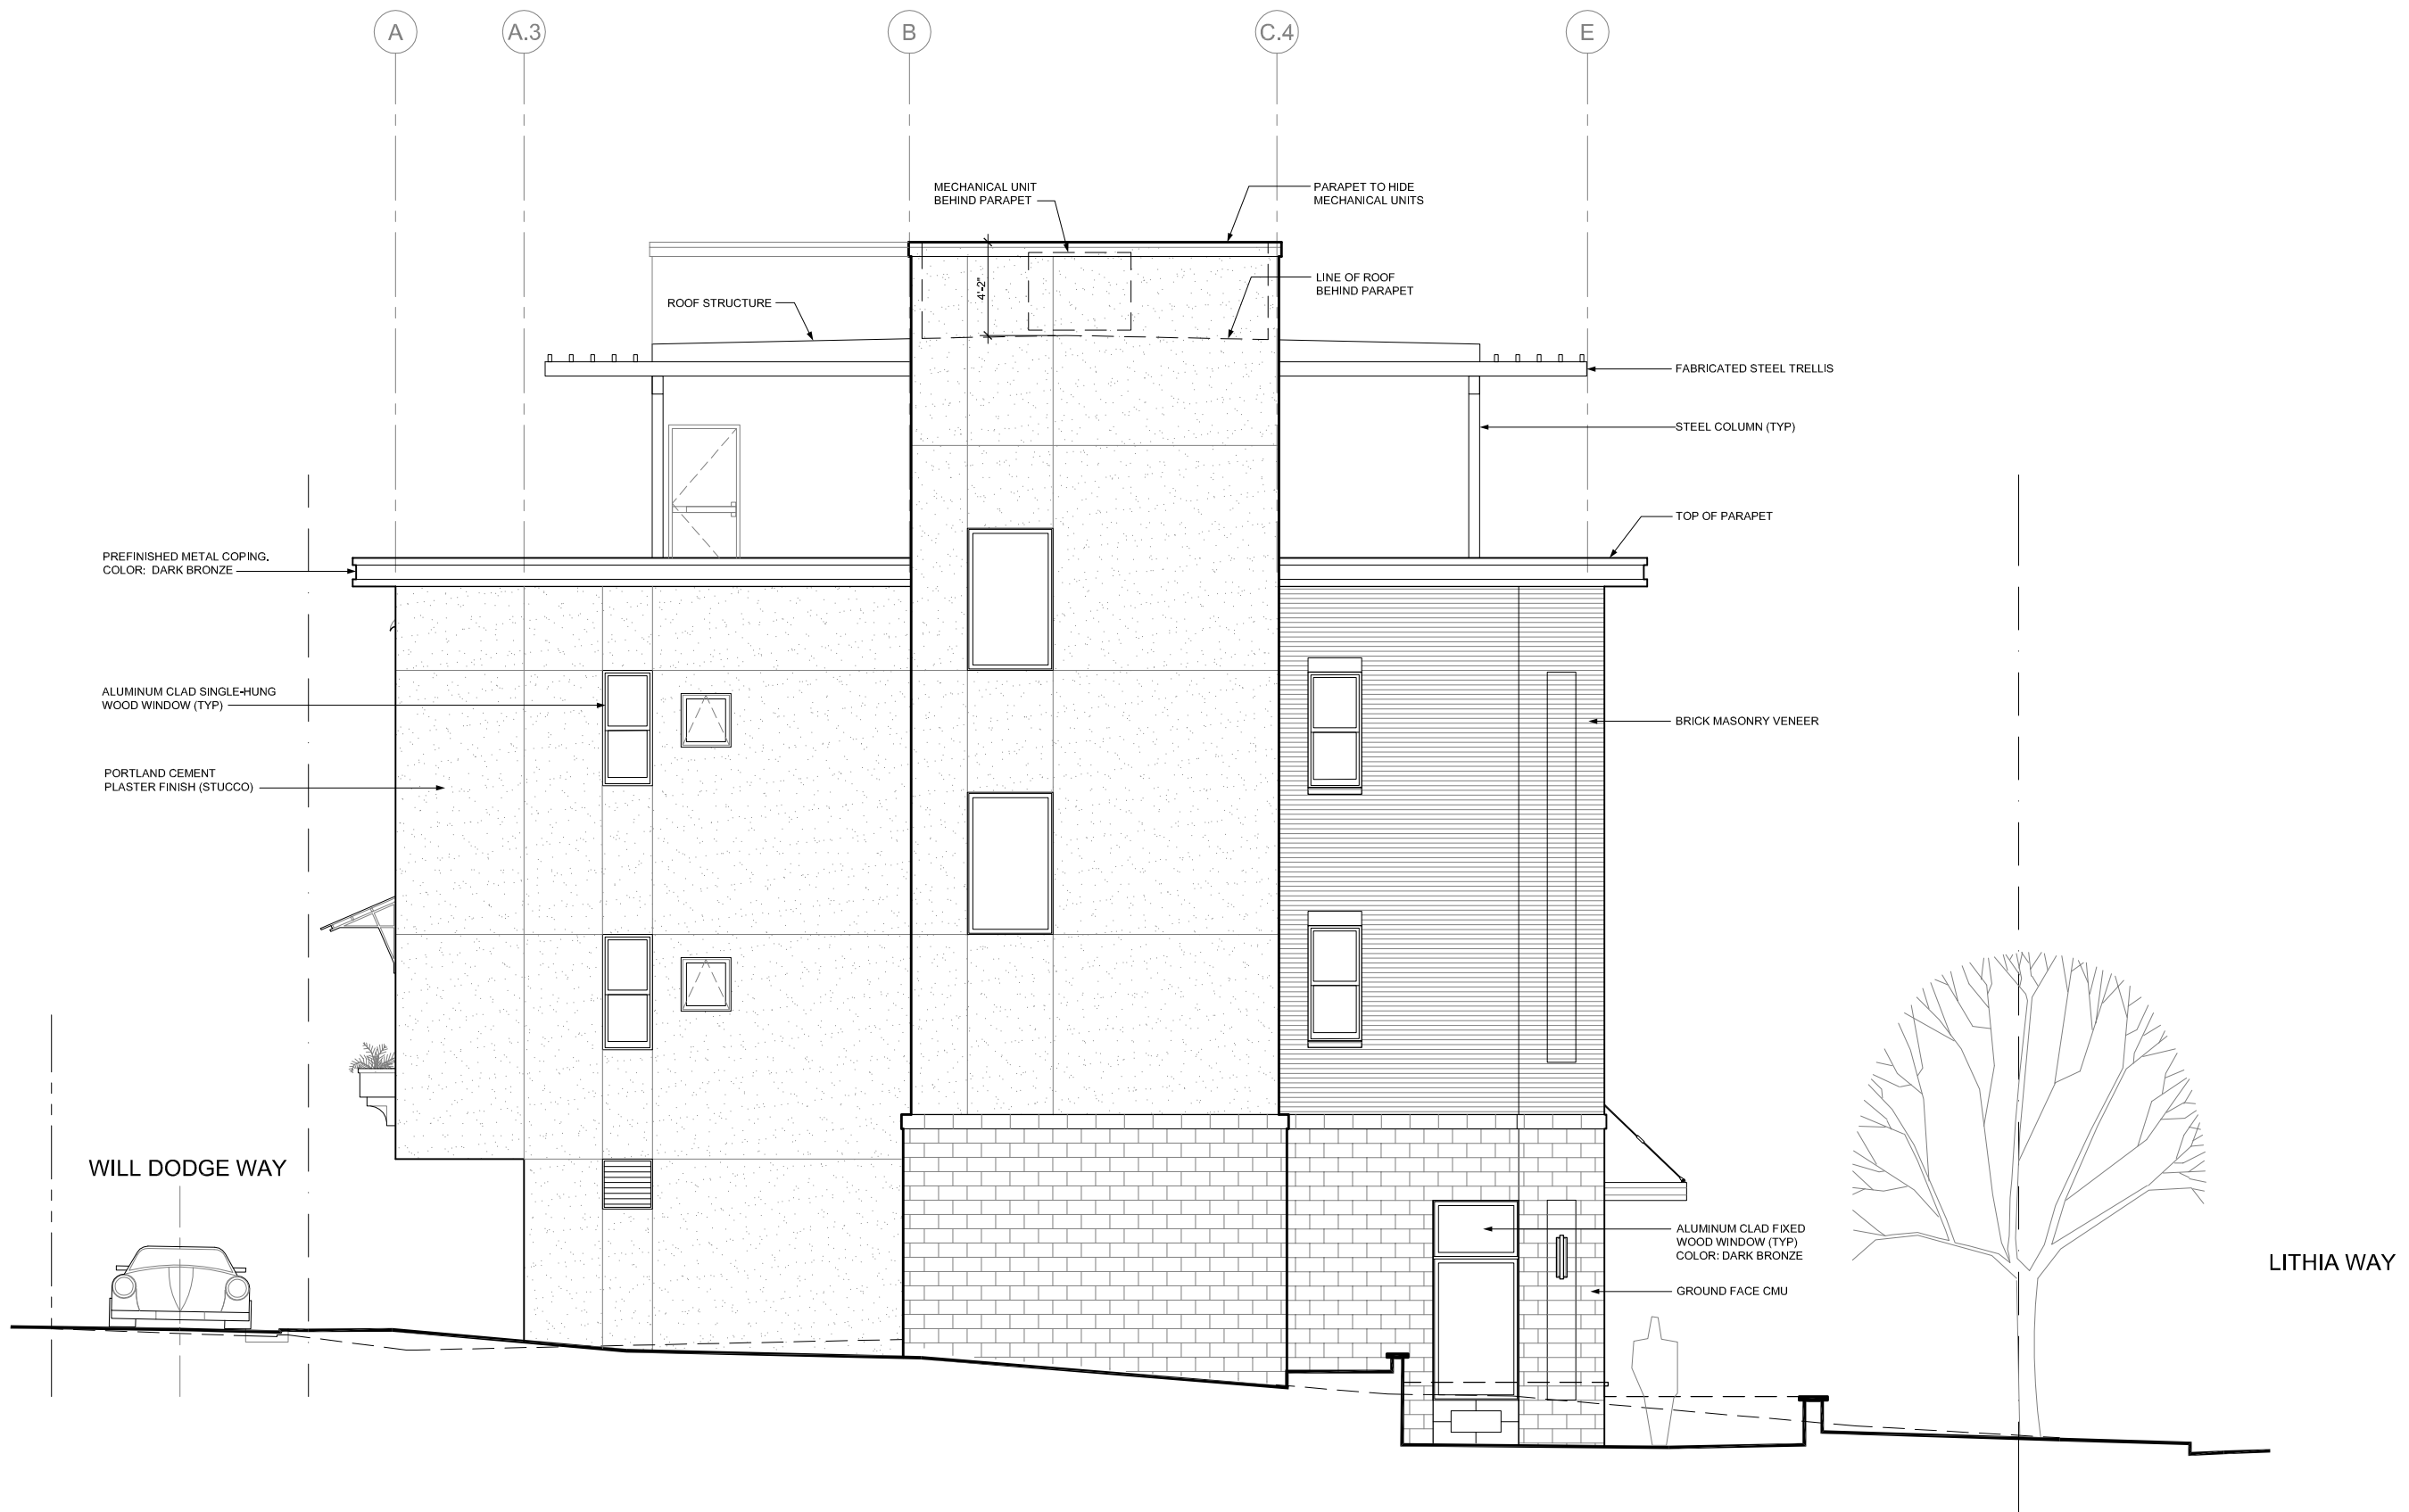 A
A.3
B
C.4
E
MECHANICAL UNIT
BEHIND PARAPET
PARAPET TO HIDE
MECHANICAL UNITS
4'-2"
LINE OF ROOF
BEHIND PARAPET
ROOF STRUCTURE
FABRICATED STEEL TRELLIS
STEEL COLUMN (TYP)
TOP OF PARAPET
PREFINISHED METAL COPING.
COLOR: DARK BRONZE
ALUMINUM CLAD SINGLE-HUNG
WOOD WINDOW (TYP)
BRICK MASONRY VENEER
PORTLAND CEMENT
PLASTER FINISH (STUCCO)
WILL DODGE WAY
ALUMINUM CLAD FIXED
WOOD WINDOW (TYP)
COLOR: DARK BRONZE
LITHIA WAY
GROUND FACE CMU